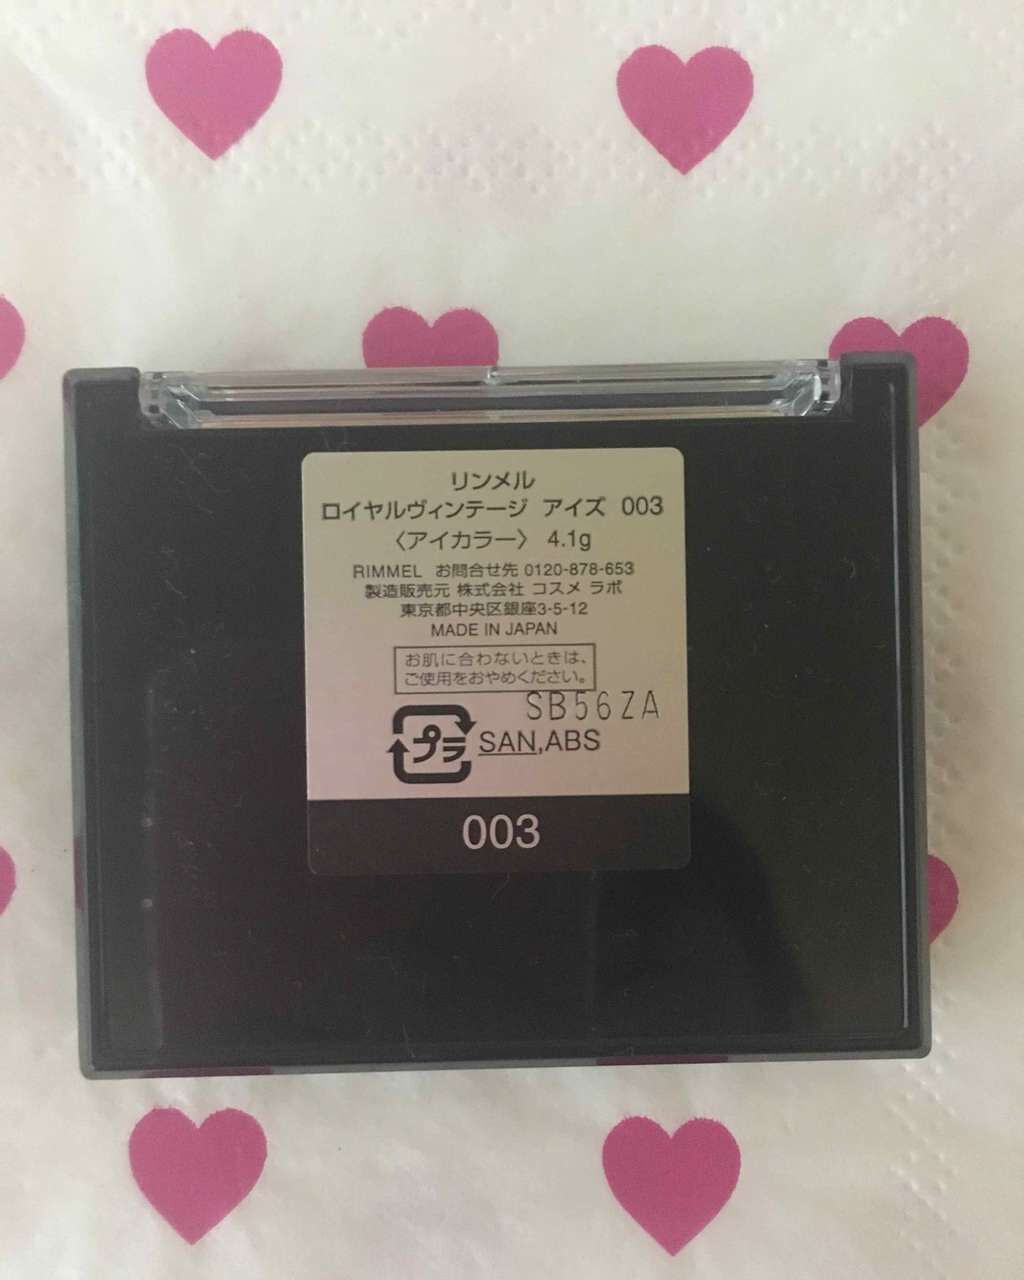 リンメル
ロイヤルヴィンテージ アイズ 003
〈アイカラー〉 4.1g
RIMMEL お問合せ先 0120-878-653
製造販売元 株式会社 コスメ ラボ
東京都中央区銀座3-5-12
MADE IN JAPAN
お肌に合わないときは、
ご使用をおやめください。
SB56ZA
プラ SAN,ABS
003